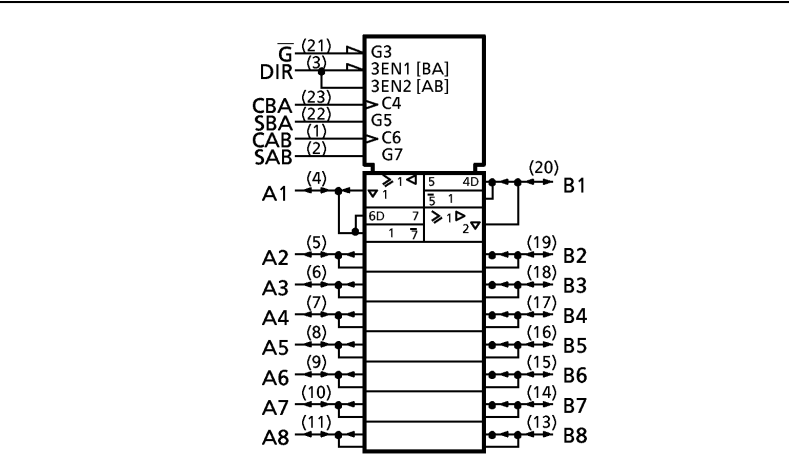 G̅ (21) G3
DIR (3) 3EN1 [BA]
3EN2 [AB]
CBA (23) C4
SBA (22) G5
CAB (1) C6
SAB (2) G7
A1 (4) ≥1 ◁ 5 4D (20) B1
▽ 1 5̅ 1
6D 7 ≥1 ▷
1 7̅ 2 ▽
A2 (5) (19) B2
A3 (6) (18) B3
A4 (7) (17) B4
A5 (8) (16) B5
A6 (9) (15) B6
A7 (10) (14) B7
A8 (11) (13) B8